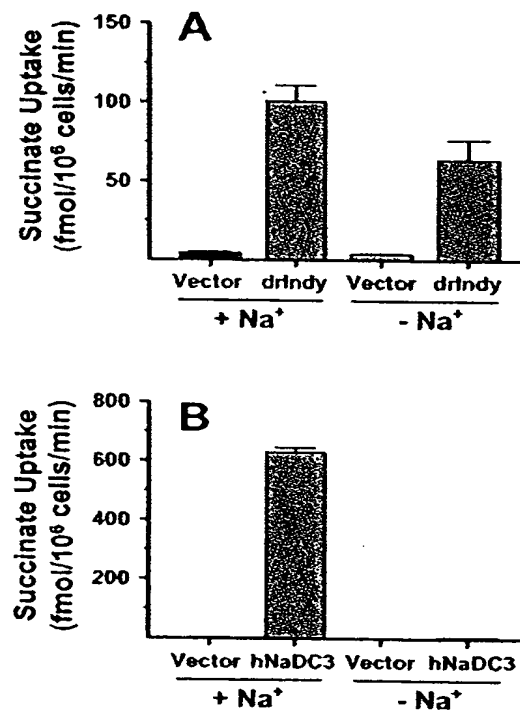 A
Succinate Uptake
(fmol/10⁶ cells/min)
150
100
50
Vector drIndy Vector drIndy
+ Na⁺ - Na⁺
B
Succinate Uptake
(fmol/10⁶ cells/min)
800
600
400
200
Vector hNaDC3 Vector hNaDC3
+ Na⁺ - Na⁺